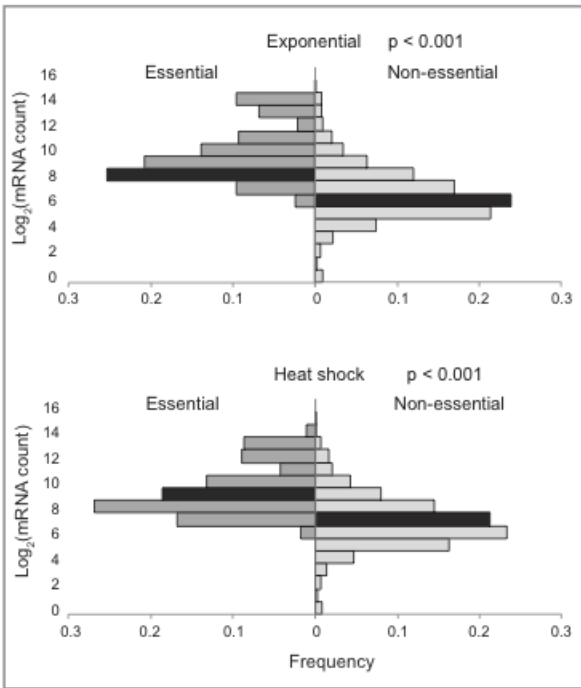 Exponential p < 0.001
Essential Non-essential
Log2(mRNA count)
16
14
12
10
8
6
4
2
0
0.3 0.2 0.1 0 0.1 0.2 0.3
Heat shock p < 0.001
Essential Non-essential
Log2(mRNA count)
16
14
12
10
8
6
4
2
0
0.3 0.2 0.1 0 0.1 0.2 0.3
Frequency